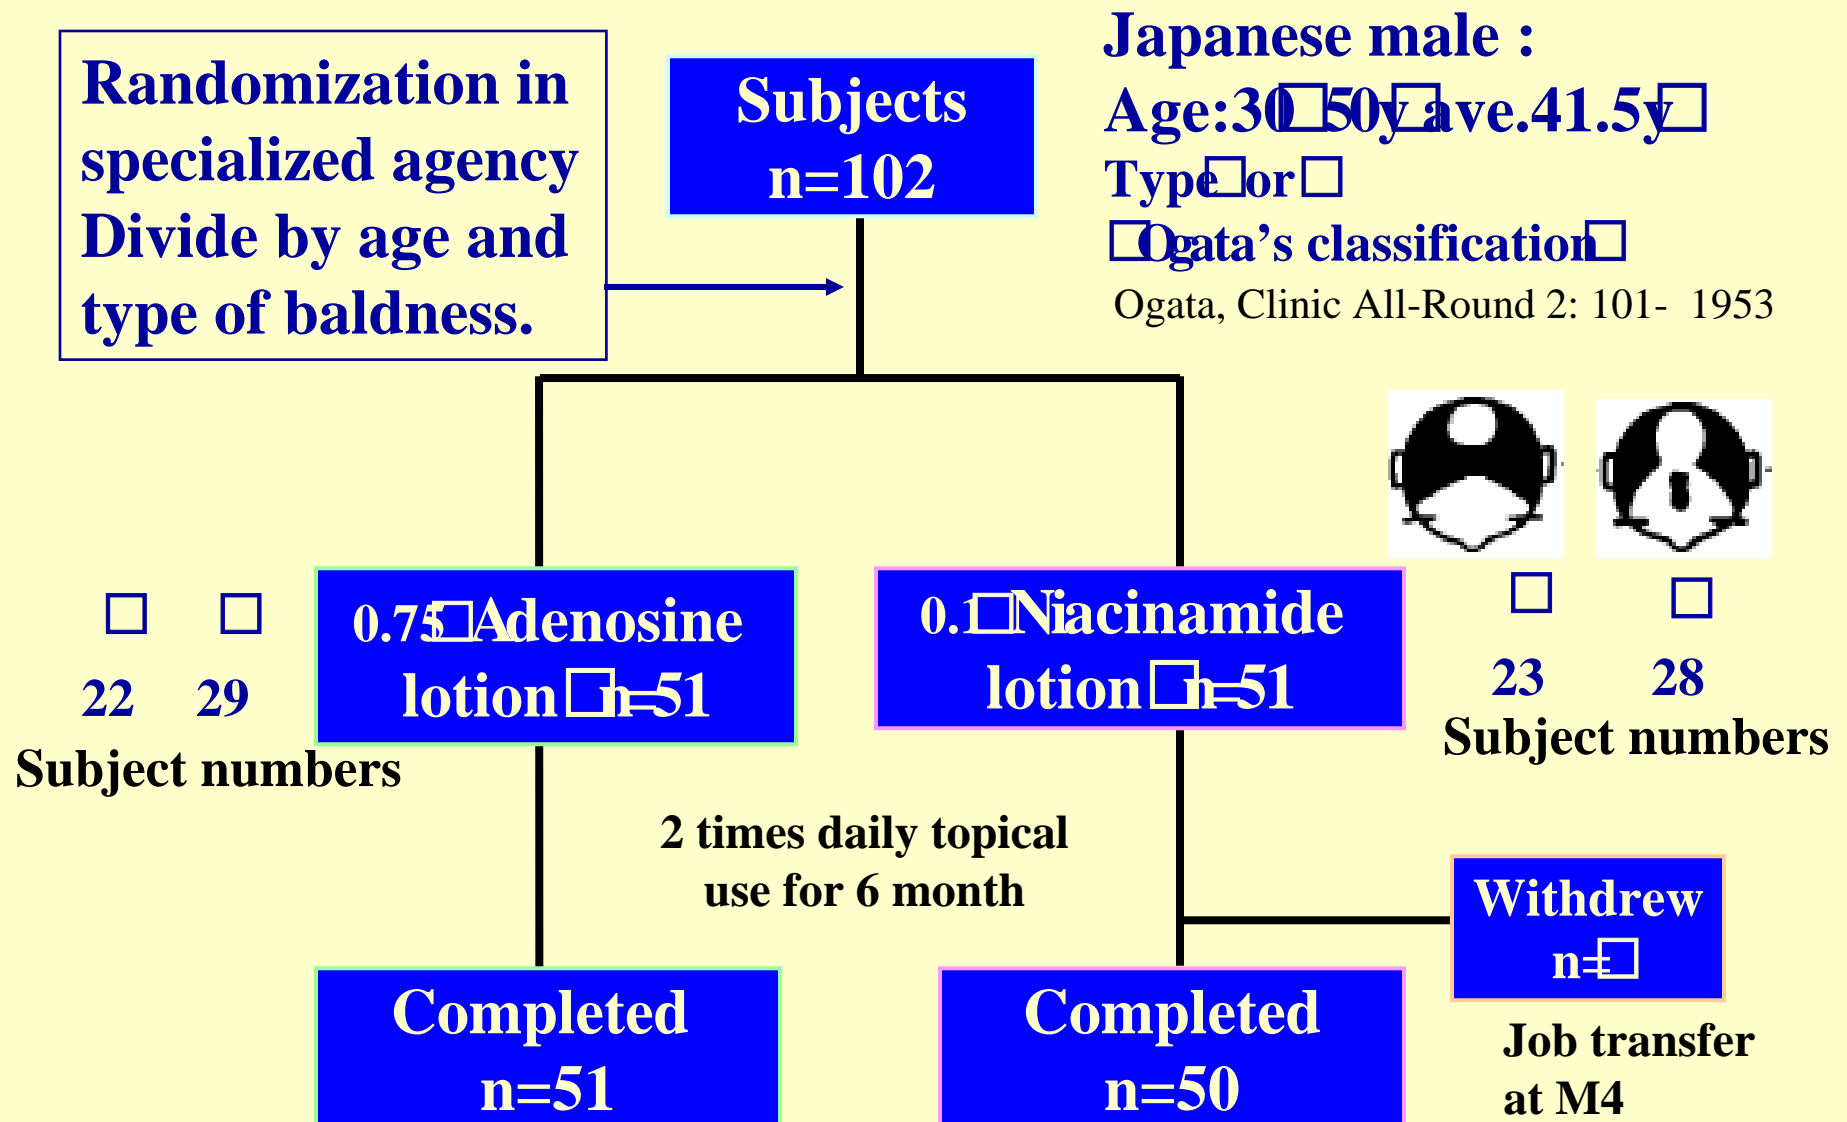 Randomization in
specialized agency
Divide by age and
type of baldness.
Subjects
n=102
Japanese male :
Age:30□50y□ave.41.5y□
Type□or□
□Ogata’s classification□
Ogata, Clinic All-Round 2: 101- 1953
□ □
22 29
Subject numbers
0.75□Adenosine
lotion□n=51
0.1□Niacinamide
lotion□n=51
□ □
23 28
Subject numbers
2 times daily topical
use for 6 month
Withdrew
n=□
Job transfer
at M4
Completed
n=51
Completed
n=50